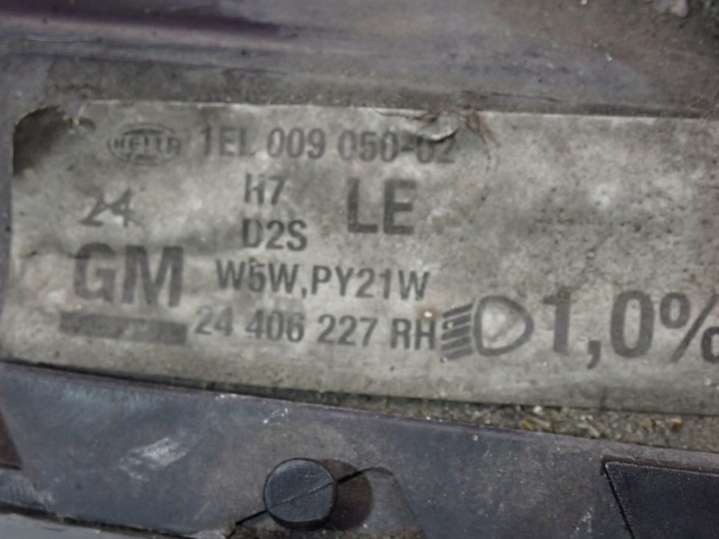 HELLA 1EL 009 050-02
H7
24 LE
D2S
GM W5W,PY21W
24 406 227 RH 1,0%